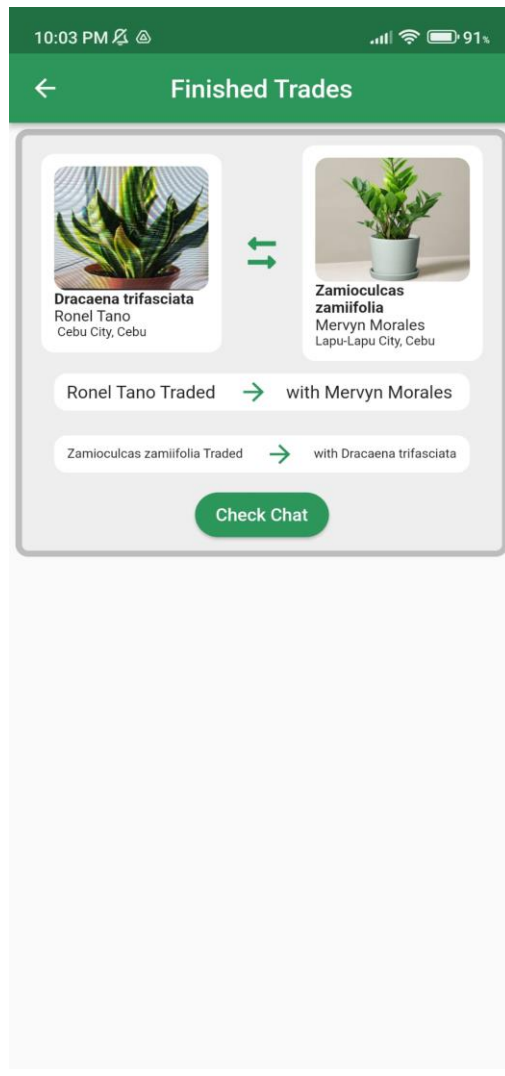 10:03 PM
91%
Finished Trades
Dracaena trifasciata
Ronel Tano
Cebu City, Cebu
Zamioculcas
zamiifolia
Mervyn Morales
Lapu-Lapu City, Cebu
Ronel Tano Traded with Mervyn Morales
Zamioculcas zamiifolia Traded with Dracaena trifasciata
Check Chat